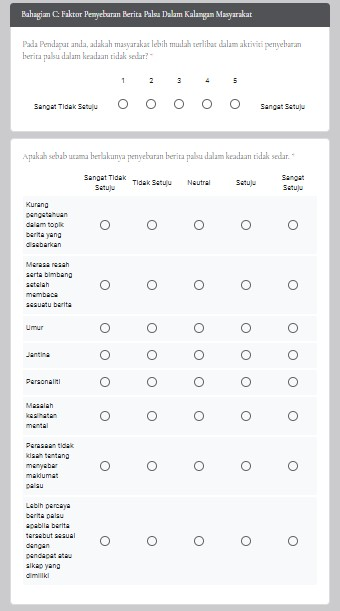 Bahagian C: Faktor Penyebaran Berita Palsu Dalam Kalangan Masyarakat
Pada Pendapat anda, adakah masyarakat lebih mudah terlibat dalam aktiviti penyebaran
berita palsu dalam keadaan tidak sedar? *
1 2 3 4 5
Sangat Tidak Setuju Sangat Setuju
Apakah sebab utama berlakunya penyebaran berita palsu dalam keadaan tidak sedar. *
Sangat Tidak
Setuju Tidak Setuju Neutral Setuju Sangat
Setuju
Kurang
pengetahuan
dalam topik
berita yang
disebarkan
Merasa resah
serta bimbang
setelah
membaca
sesuatu berita
Umur
Jantina
Personaliti
Masalah
kesihatan
mental
Perasaan tidak
kisah tentang
menyebar
maklumat
palsu
Lebih percaya
berita palsu
apabila berita
tersebut sesuai
dengan
pendapat atau
sikap yang
dimiliki